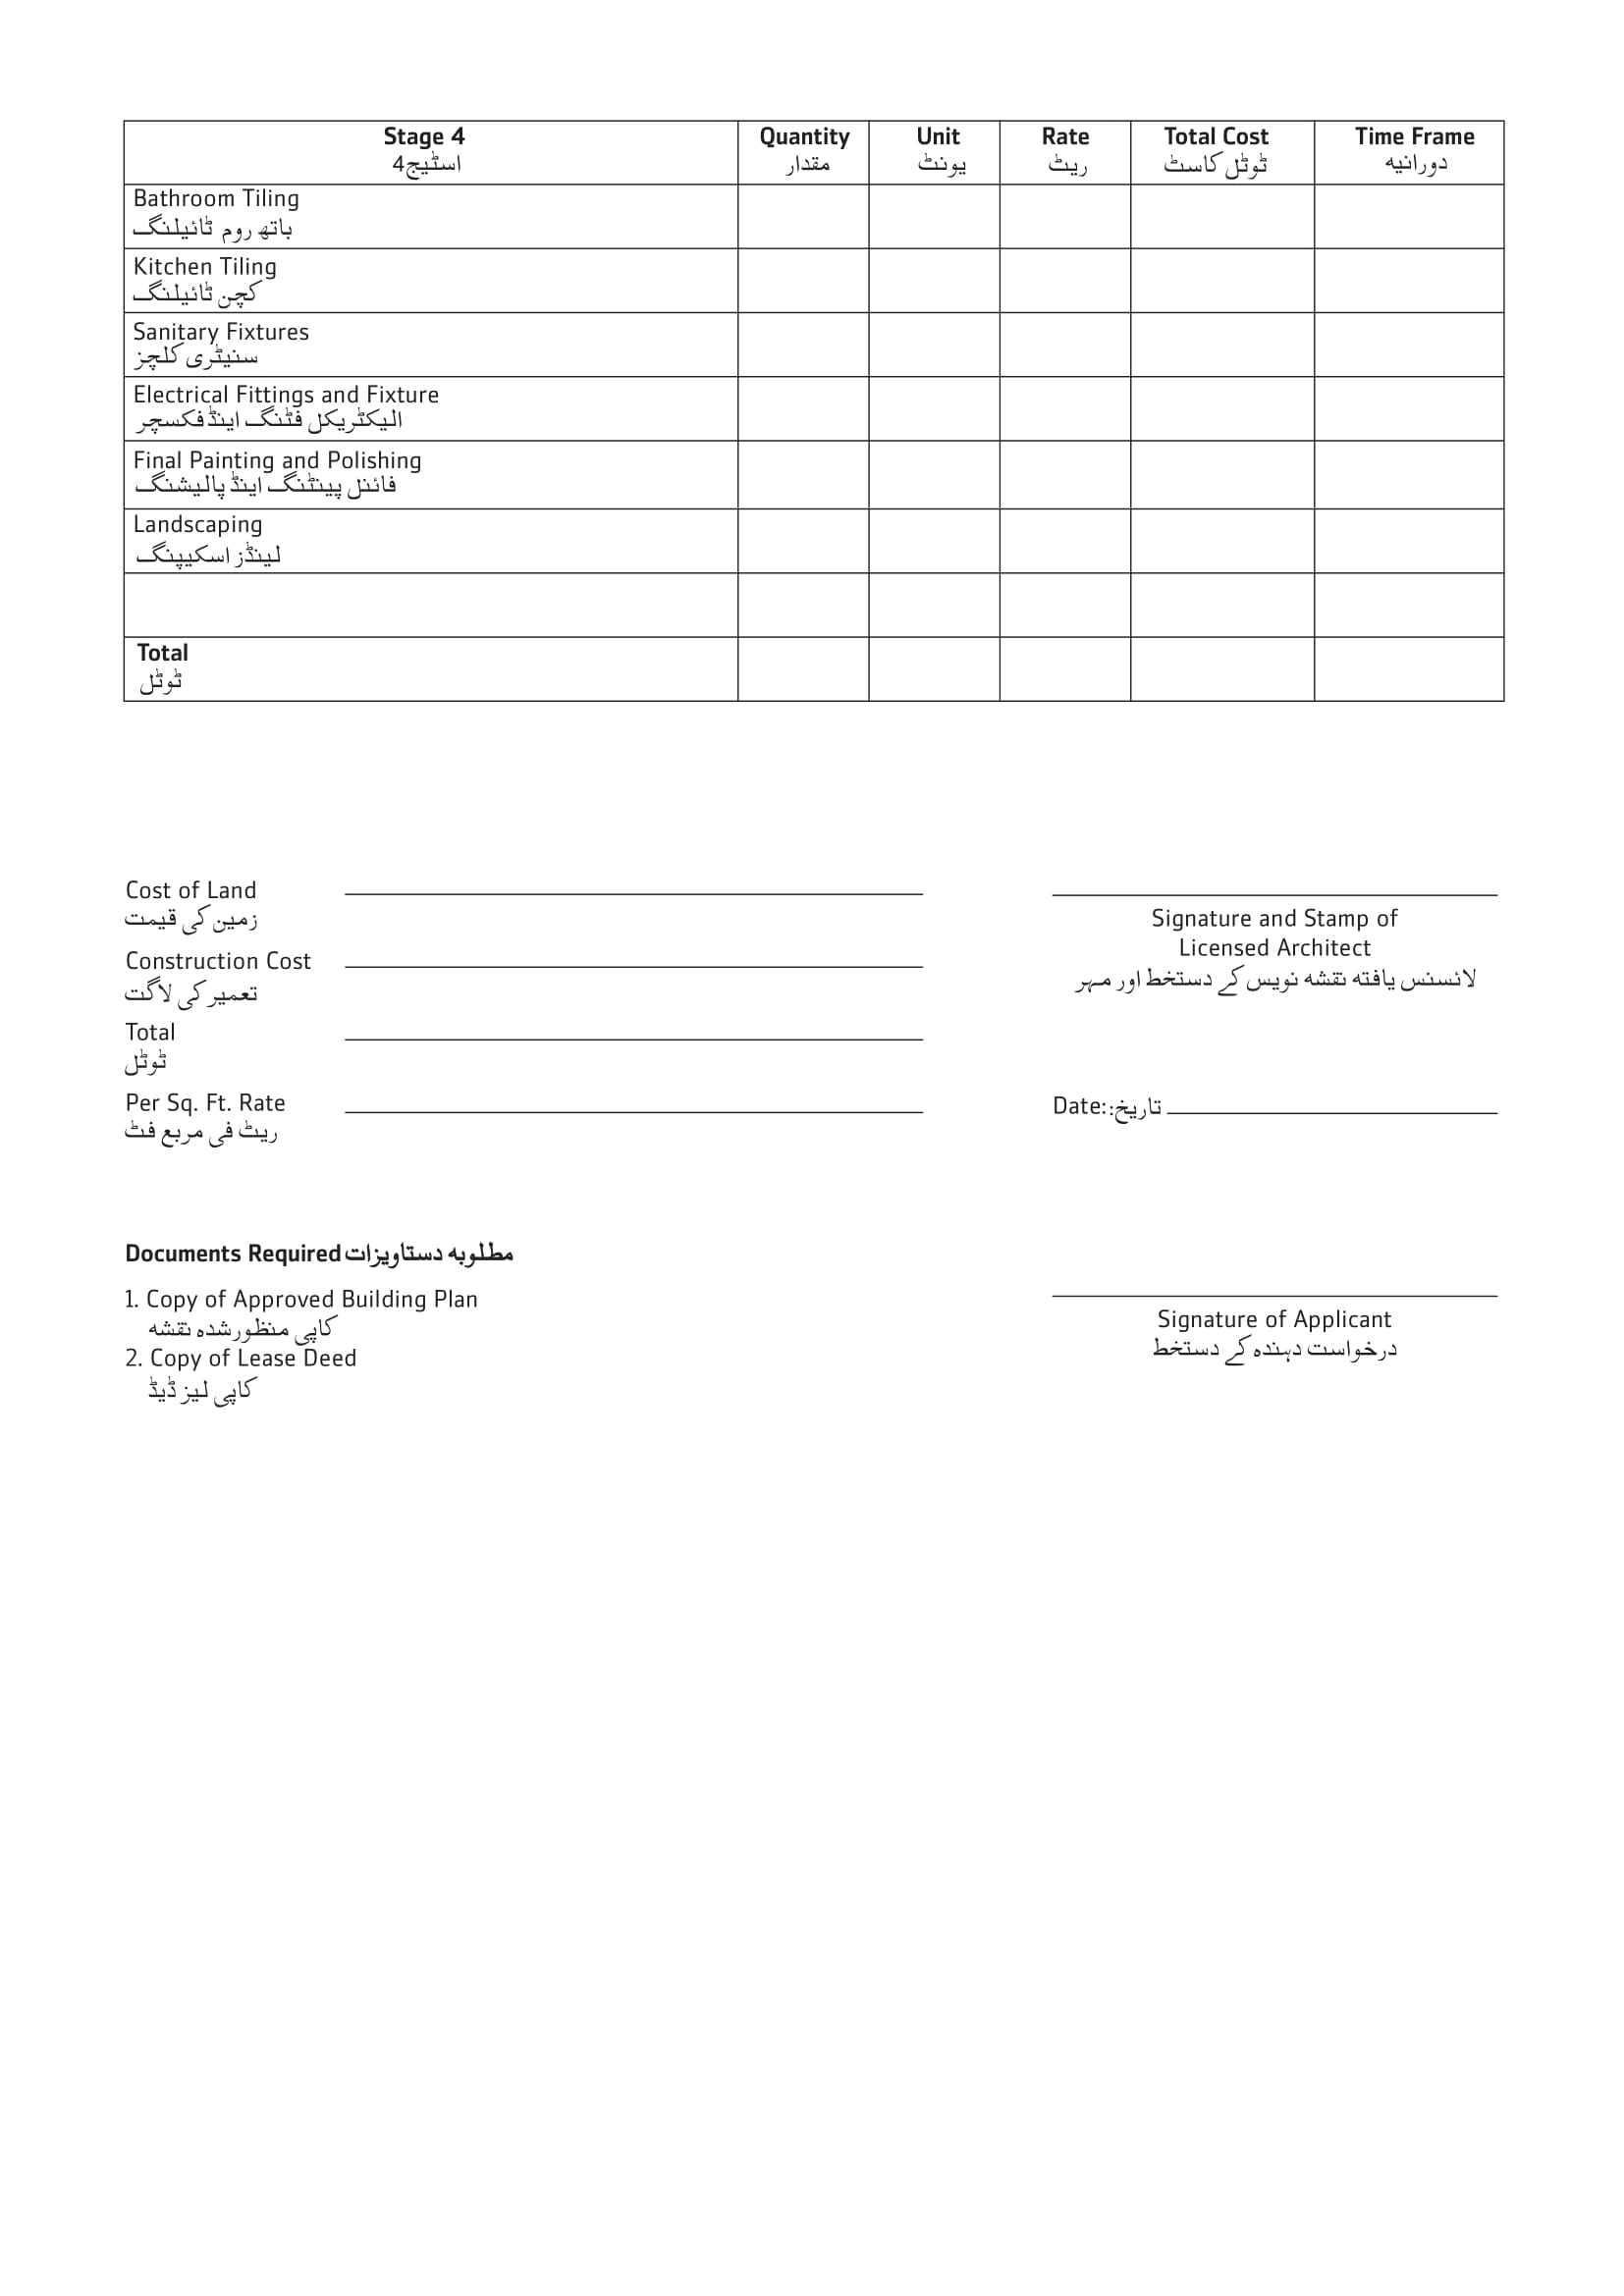 Stage 4 Quantity Unit Rate Total Cost Time Frame
اسٹیج4 مقدار یونٹ ریٹ ٹوٹل کاسٹ دورانیہ
Bathroom Tiling
باتھ روم ٹائیلنگ
Kitchen Tiling
کچن ٹائیلنگ
Sanitary Fixtures
سنیٹری کلچز
Electrical Fittings and Fixture
الیکٹریکل فٹنگ اینڈ فکسچر
Final Painting and Polishing
فائنل پینٹنگ اینڈ پالیشنگ
Landscaping
لینڈز اسکیپنگ
Total
ٹوٹل
Cost of Land
زمین کی قیمت
Construction Cost
تعمیر کی لاگت
Total
ٹوٹل
Per Sq. Ft. Rate
ریٹ فی مربع فٹ
Signature and Stamp of
Licensed Architect
لائسنس یافتہ نقشہ نویس کے دستخط اور مہر
Date: تاریخ:
Documents Required مطلوبہ دستاویزات
1. Copy of Approved Building Plan
کاپی منظورشدہ نقشہ
2. Copy of Lease Deed
کاپی لیز ڈیڈ
Signature of Applicant
درخواست دہندہ کے دستخط